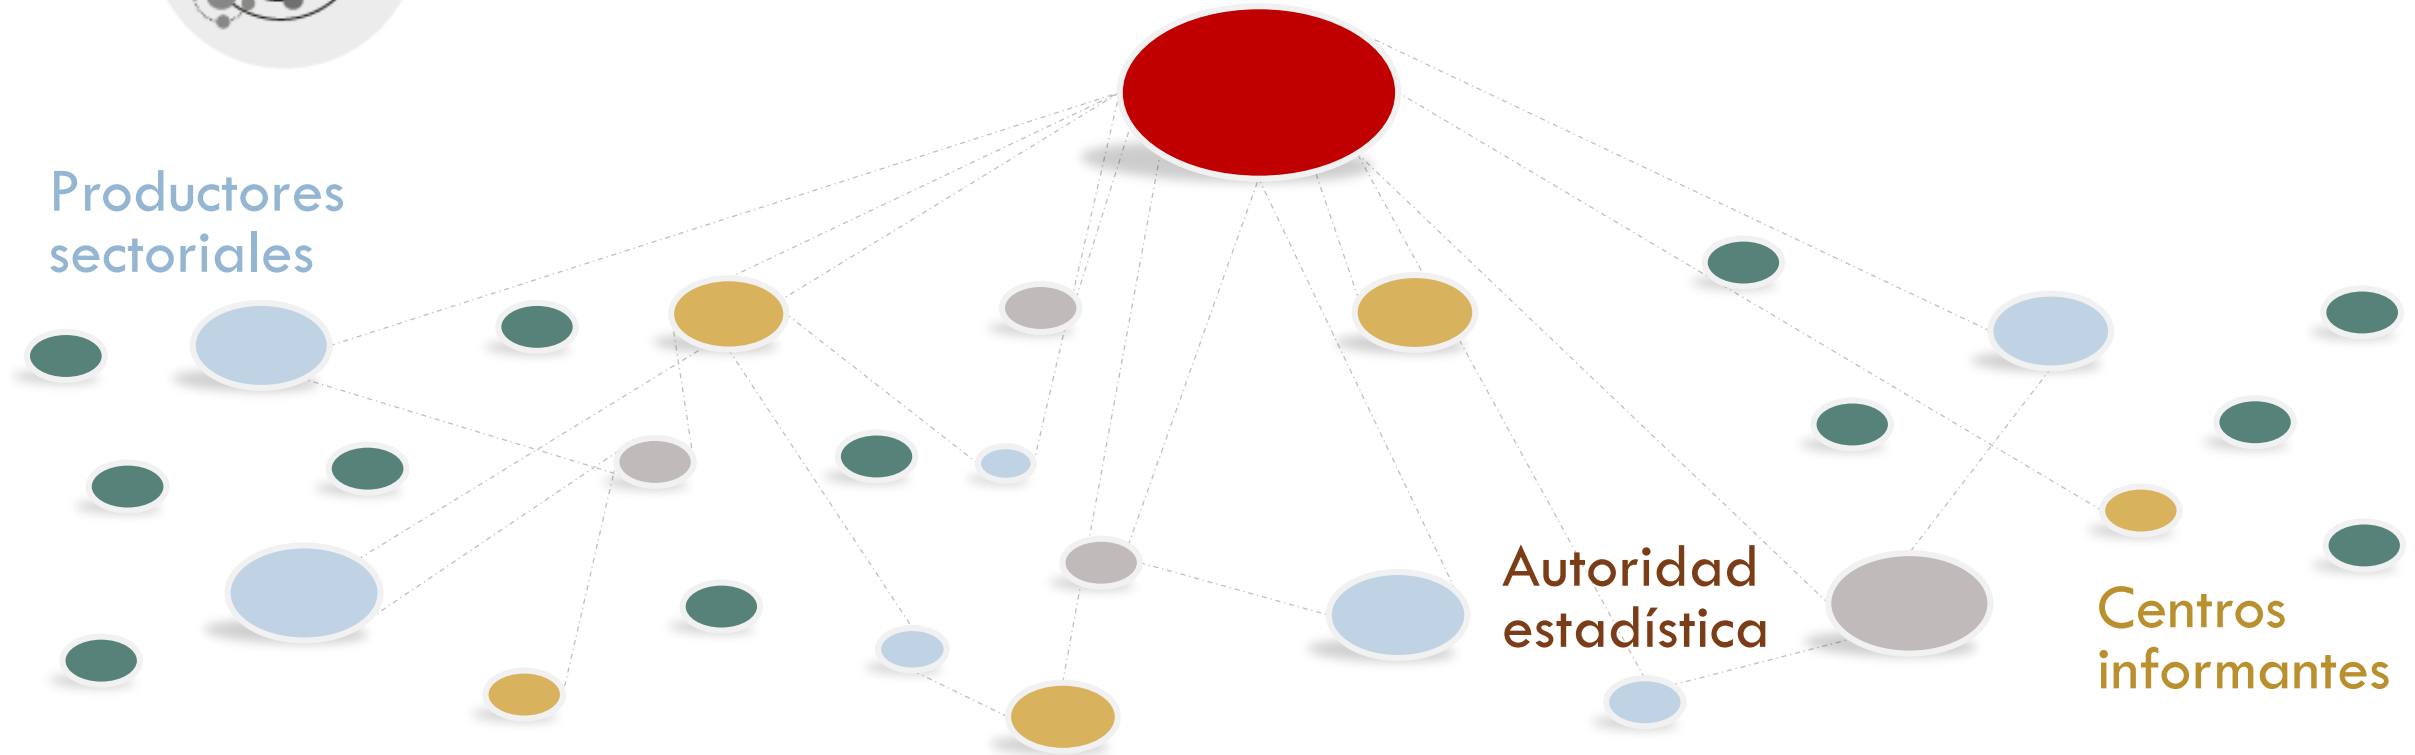 Productores
sectoriales
Autoridad
estadística
Centros
informantes